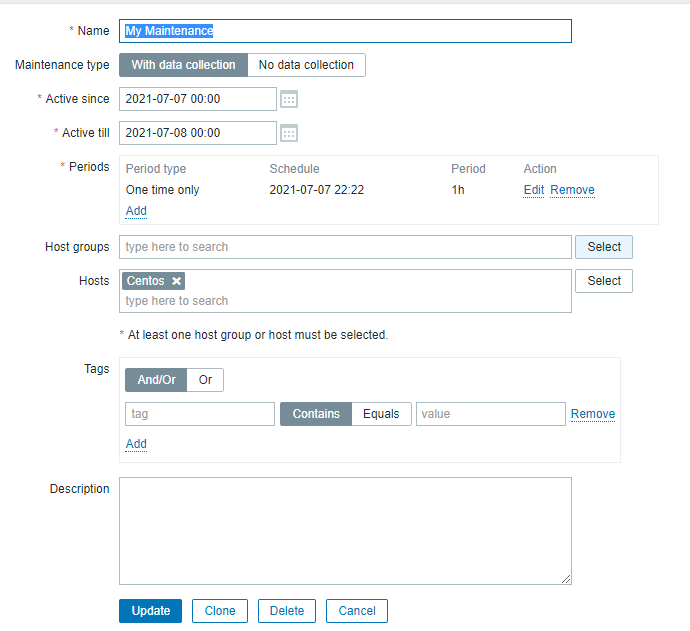 * Name My Maintenance
Maintenance type With data collection No data collection
* Active since 2021-07-07 00:00
* Active till 2021-07-08 00:00
* Periods Period type Schedule Period Action
One time only 2021-07-07 22:22 1h Edit Remove
Add
Host groups type here to search Select
Hosts Centos Select
type here to search
* At least one host group or host must be selected.
Tags
And/Or Or
tag Contains Equals value Remove
Add
Description
Update Clone Delete Cancel